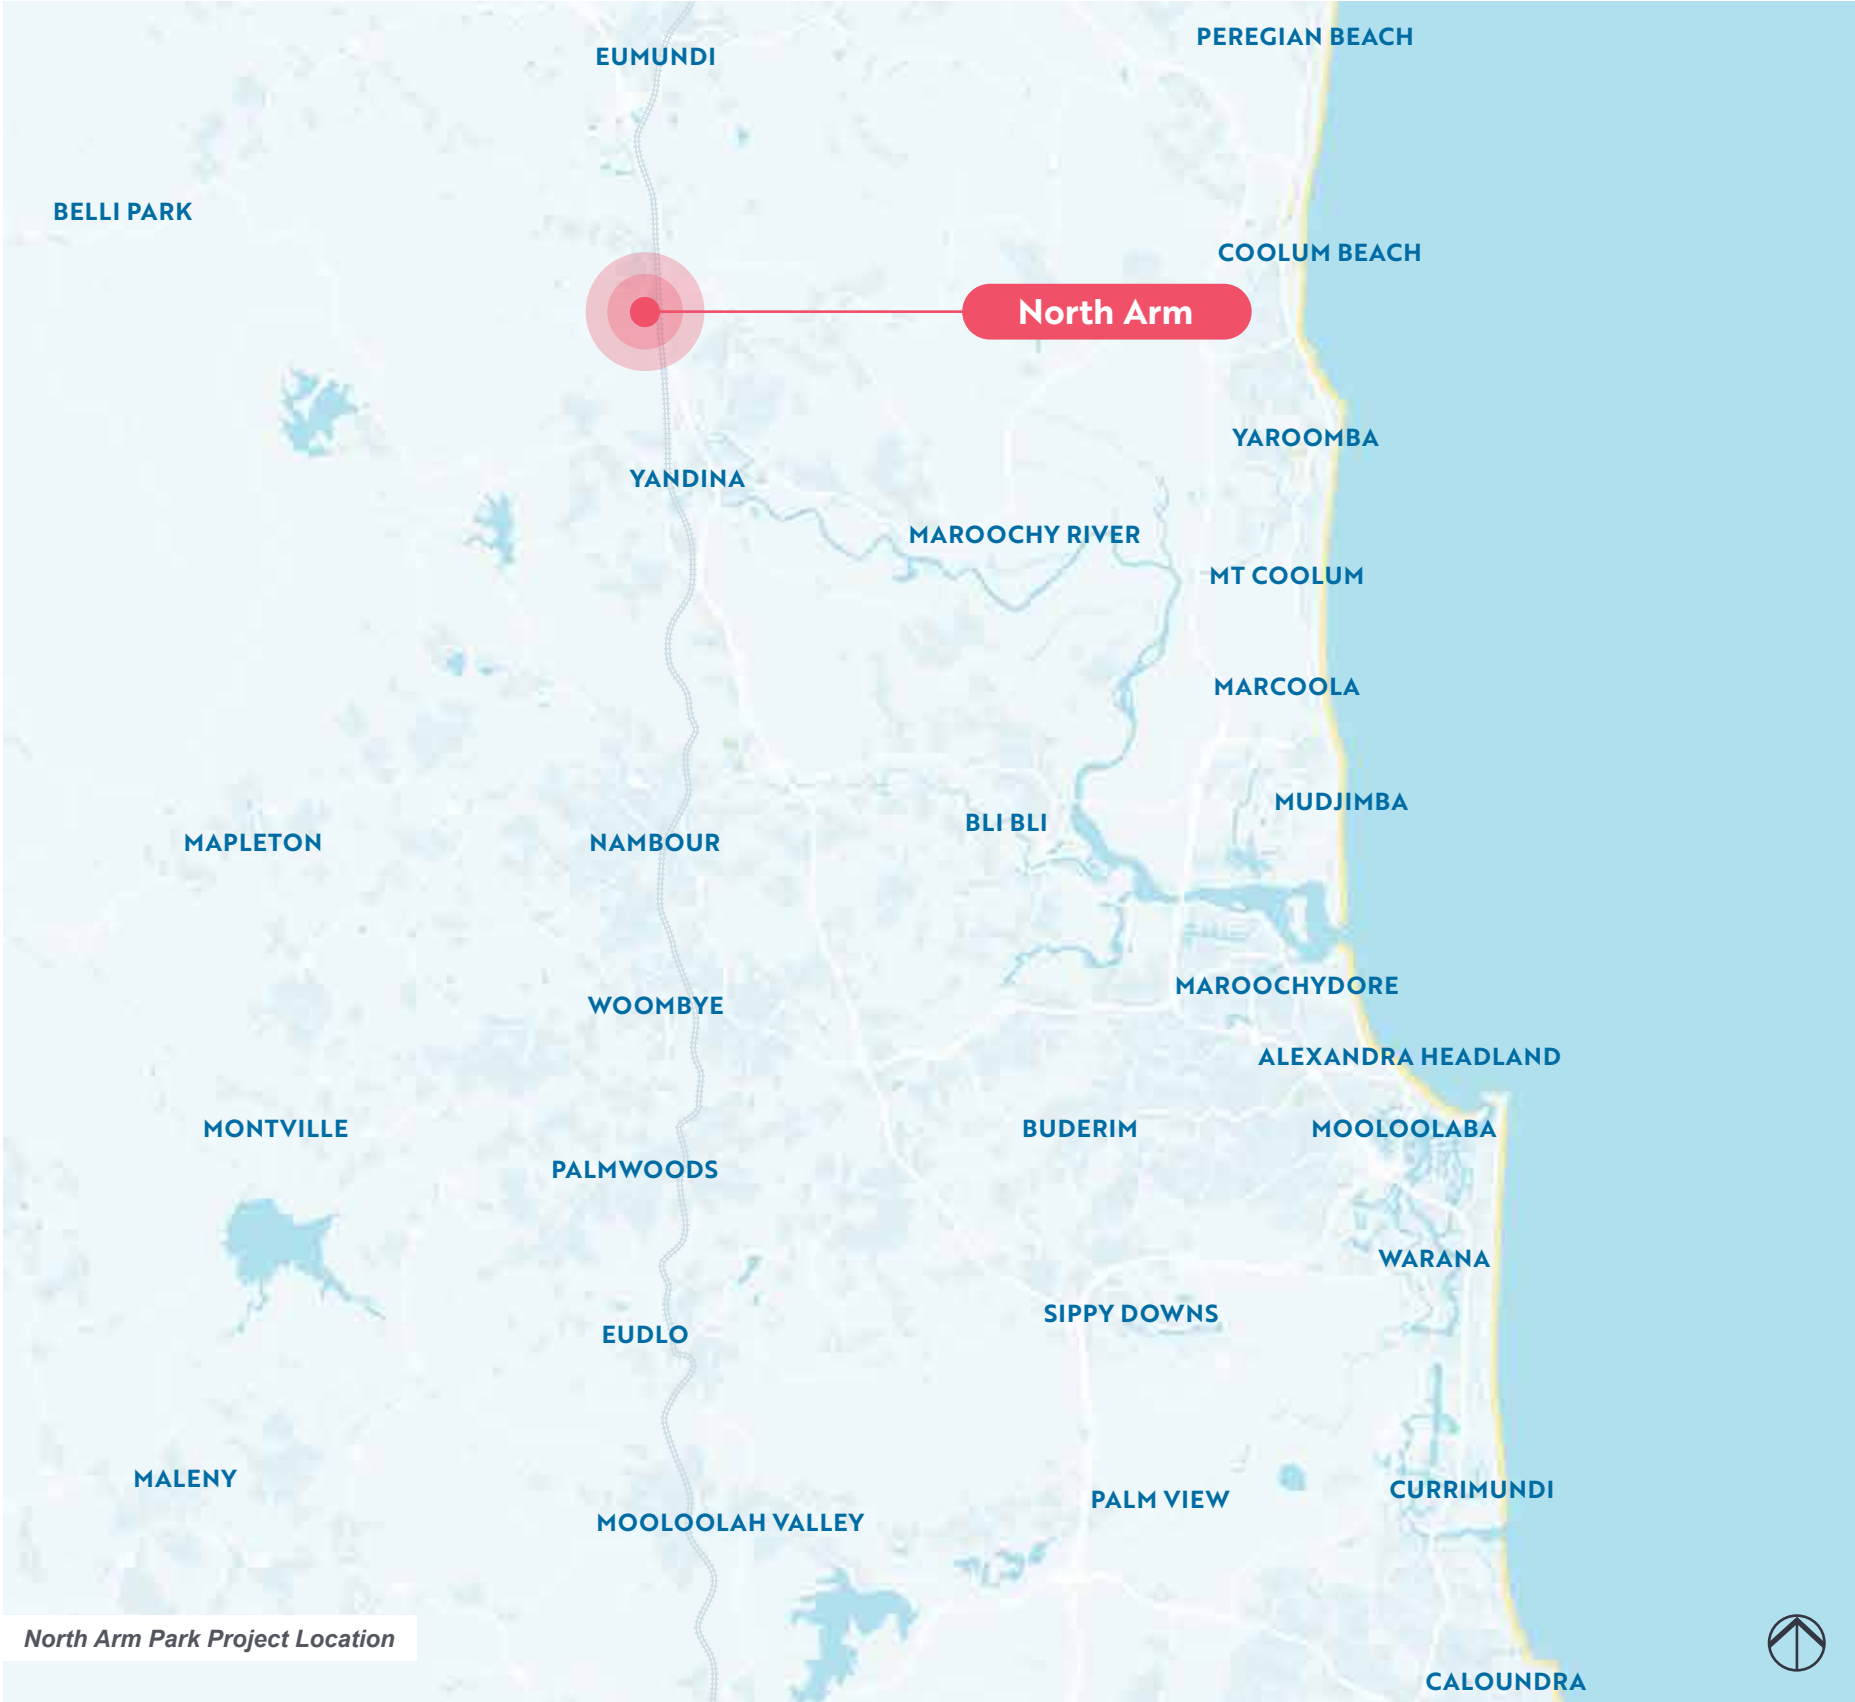 PEREGIAN BEACH
EUMUNDI
BELLI PARK
COOLUM BEACH
North Arm
YAROOMBA
YANDINA
MAROOCHY RIVER
MT COOLUM
MARCOOLA
MUDJIMBA
BLI BLI
MAPLETON
NAMBOUR
MAROOCHYDORE
WOOMBYE
ALEXANDRA HEADLAND
MONTVILLE
BUDERIM
MOOLOOLABA
PALMWOODS
WARANA
SIPPY DOWNS
EUDLO
MALENY
CURRIMUNDI
PALM VIEW
MOOLOOLAH VALLEY
North Arm Park Project Location
CALOUNDRA